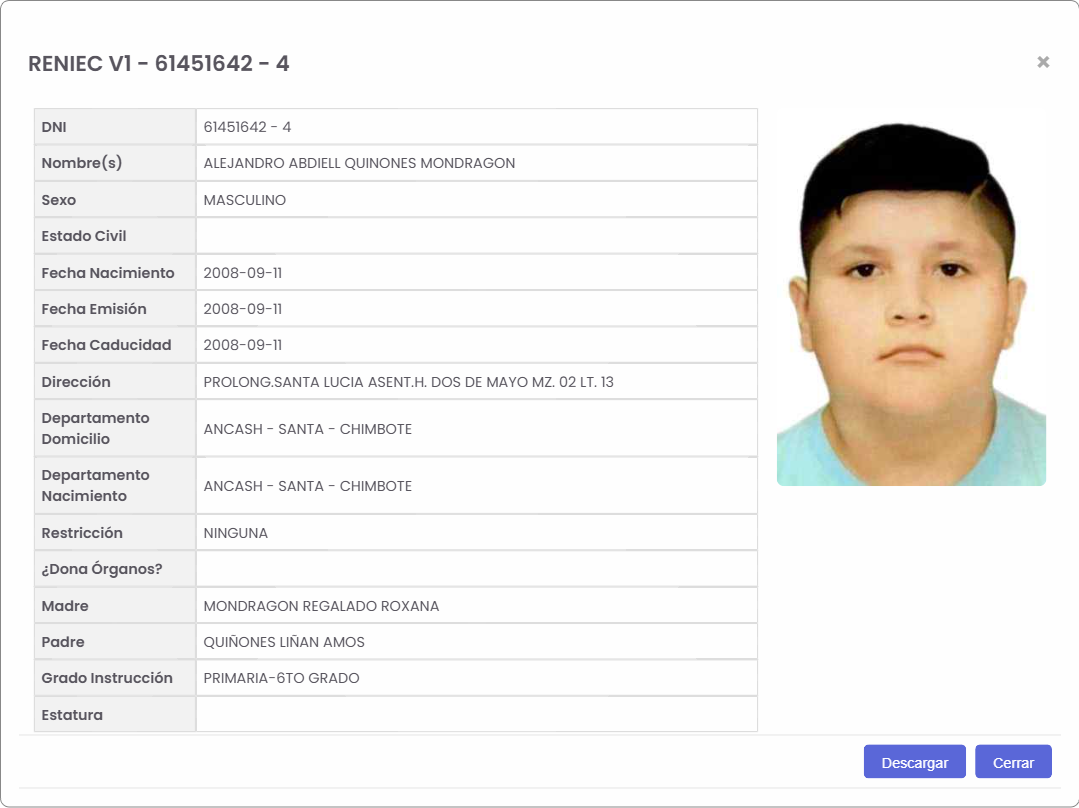 RENIEC V1 - 61451642 - 4
×
DNI 61451642 - 4
Nombre(s) ALEJANDRO ABDIELL QUINONES MONDRAGON
Sexo MASCULINO
Estado Civil
Fecha Nacimiento 2008-09-11
Fecha Emisión 2008-09-11
Fecha Caducidad 2008-09-11
Dirección PROLONG.SANTA LUCIA ASENT.H. DOS DE MAYO MZ. 02 LT. 13
Departamento
Domicilio
ANCASH - SANTA - CHIMBOTE
Departamento
Nacimiento
ANCASH - SANTA - CHIMBOTE
Restricción NINGUNA
¿Dona Órganos?
Madre MONDRAGON REGALADO ROXANA
Padre QUIÑONES LIÑAN AMOS
Grado Instrucción PRIMARIA-6TO GRADO
Estatura
Descargar Cerrar